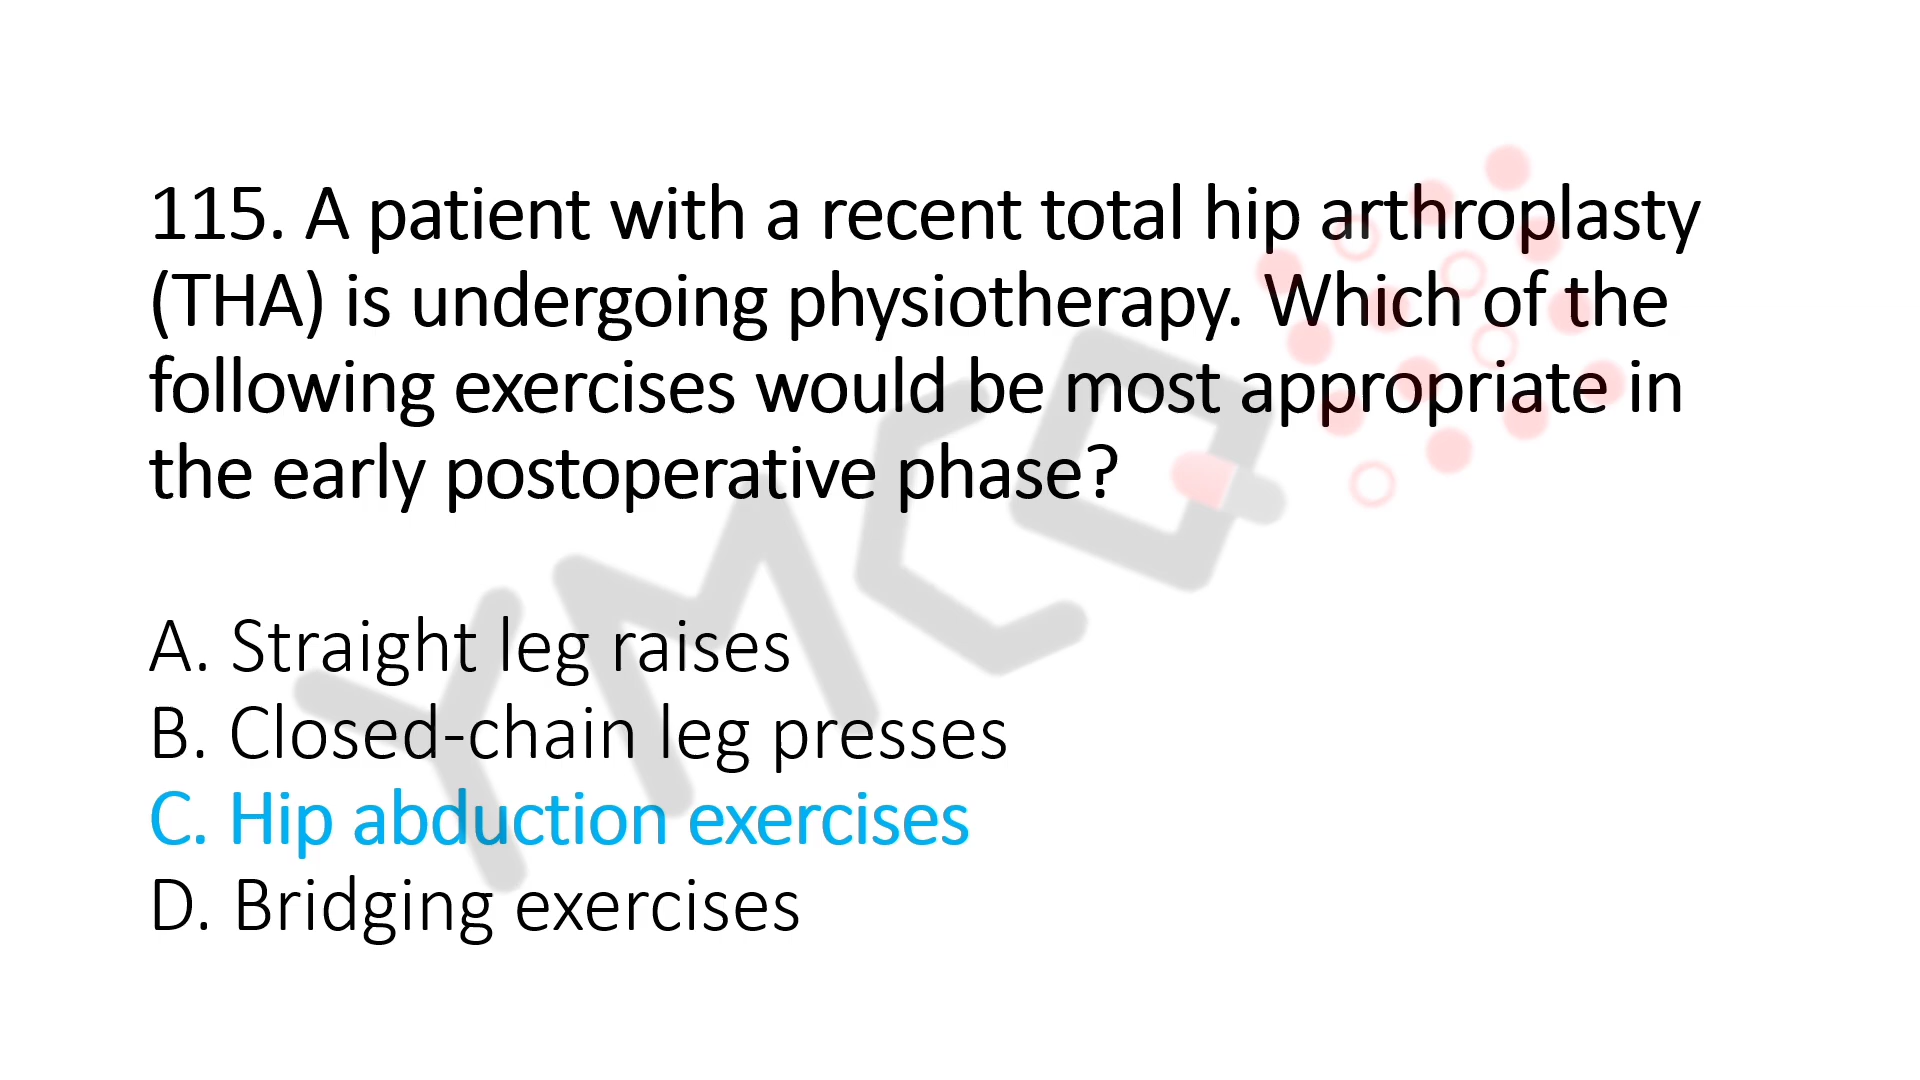 115. A patient with a recent total hip arthroplasty
(THA) is undergoing physiotherapy. Which of the
following exercises would be most appropriate in
the early postoperative phase?
A. Straight leg raises
B. Closed-chain leg presses
C. Hip abduction exercises
D. Bridging exercises
YMCQ